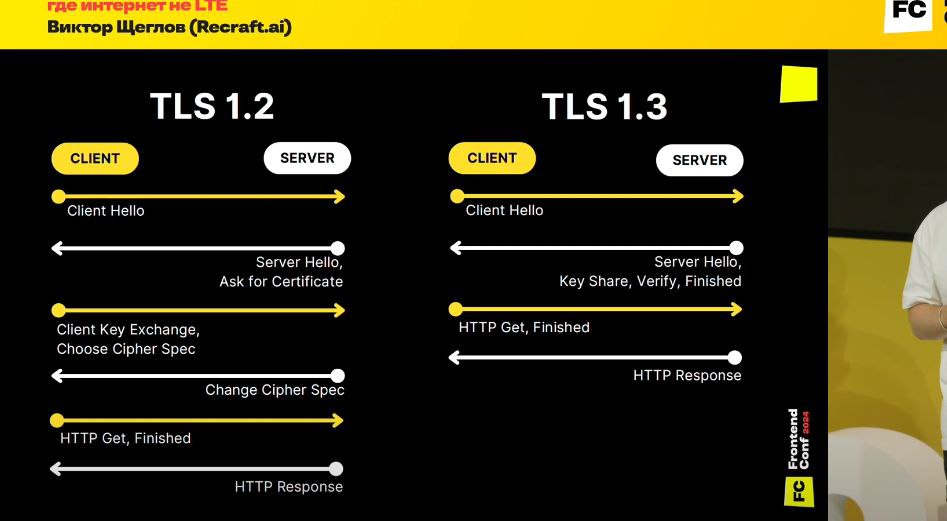 где интернет не LTE
Виктор Щеглов (Recraft.ai)
FC
TLS 1.2
CLIENT
SERVER
Client Hello
Server Hello,
Ask for Certificate
Client Key Exchange,
Choose Cipher Spec
Change Cipher Spec
HTTP Get, Finished
HTTP Response
TLS 1.3
CLIENT
SERVER
Client Hello
Server Hello,
Key Share, Verify, Finished
HTTP Get, Finished
HTTP Response
Frontend
Conf 2024
FC